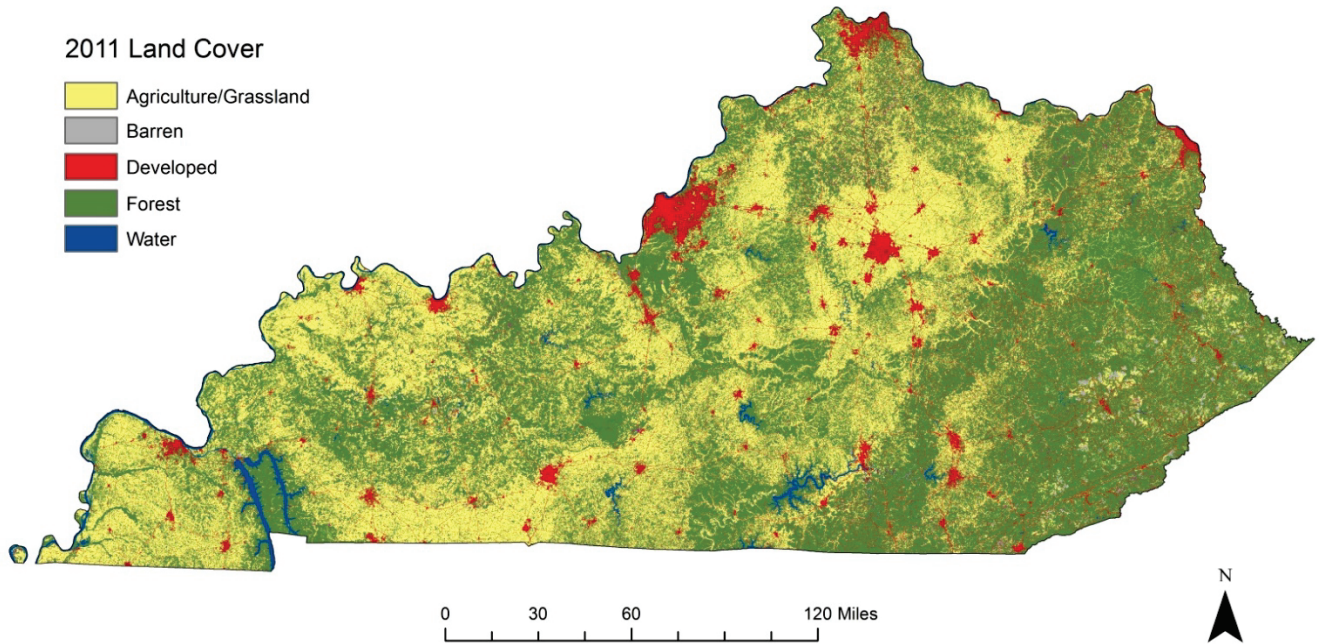 2011 Land Cover
Agriculture/Grassland
Barren
Developed
Forest
Water
0 30 60 120 Miles
N